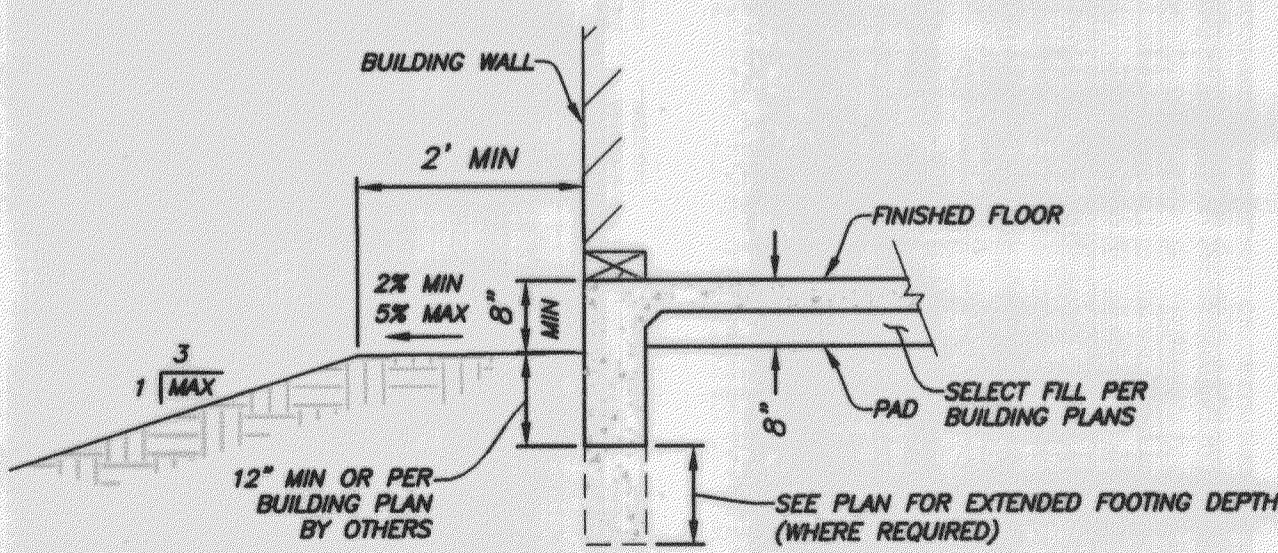 BUILDING WALL
2' MIN
FINISHED FLOOR
2% MIN
5% MAX
8"
MIN
3
1
MAX
SELECT FILL PER
BUILDING PLANS
PAD
8"
12" MIN OR PER
BUILDING PLAN
BY OTHERS
SEE PLAN FOR EXTENDED FOOTING DEPTH
(WHERE REQUIRED)